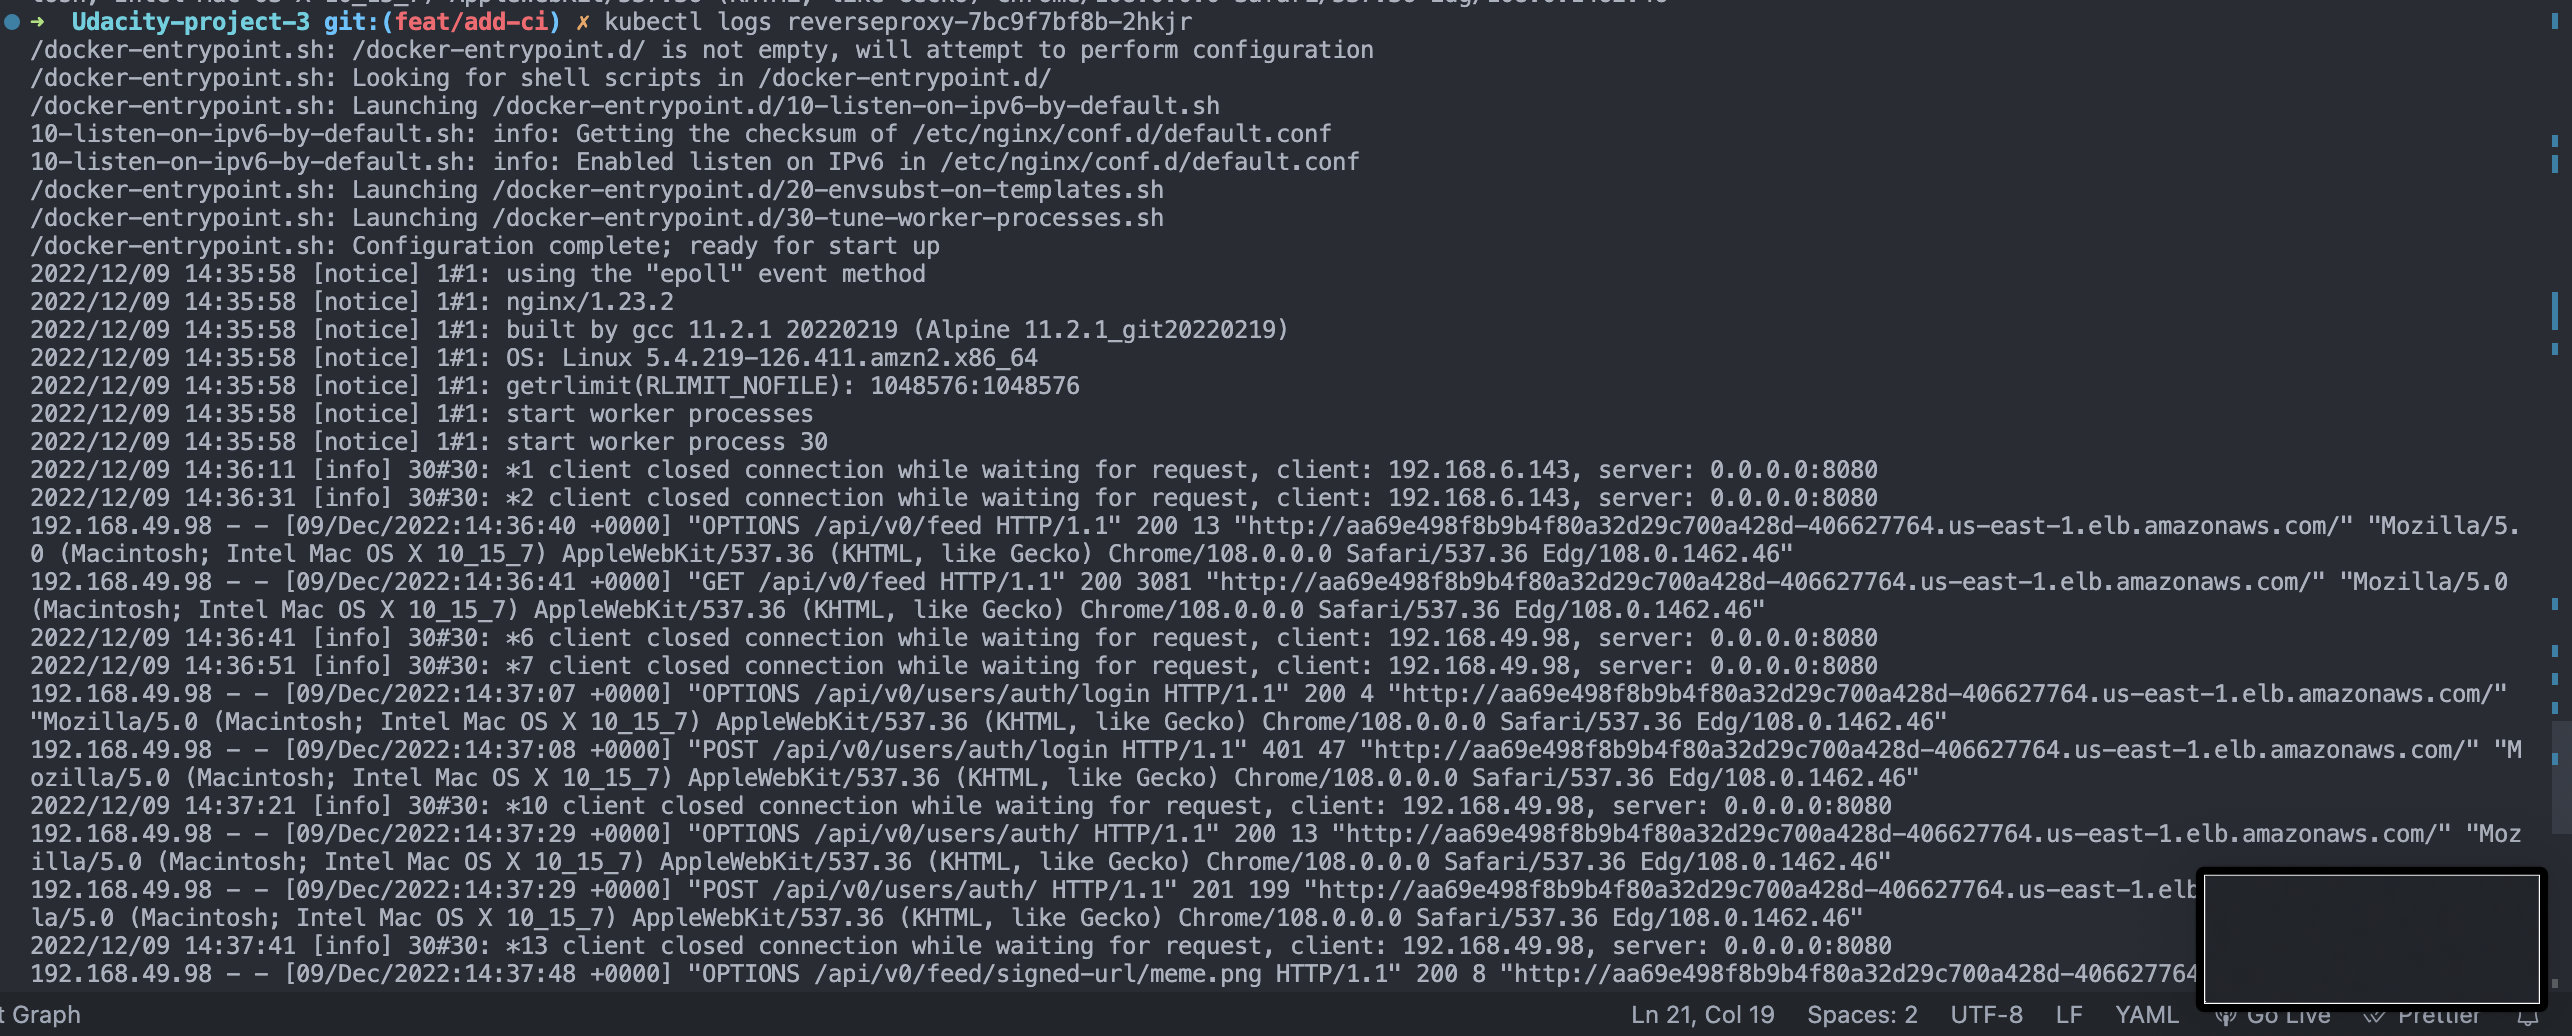 ➜ Udacity-project-3 git:(feat/add-ci) ✗ kubectl logs reverseproxy-7bc9f7bf8b-2hkjr
/docker-entrypoint.sh: /docker-entrypoint.d/ is not empty, will attempt to perform configuration
/docker-entrypoint.sh: Looking for shell scripts in /docker-entrypoint.d/
/docker-entrypoint.sh: Launching /docker-entrypoint.d/10-listen-on-ipv6-by-default.sh
10-listen-on-ipv6-by-default.sh: info: Getting the checksum of /etc/nginx/conf.d/default.conf
10-listen-on-ipv6-by-default.sh: info: Enabled listen on IPv6 in /etc/nginx/conf.d/default.conf
/docker-entrypoint.sh: Launching /docker-entrypoint.d/20-envsubst-on-templates.sh
/docker-entrypoint.sh: Launching /docker-entrypoint.d/30-tune-worker-processes.sh
/docker-entrypoint.sh: Configuration complete; ready for start up
2022/12/09 14:35:58 [notice] 1#1: using the "epoll" event method
2022/12/09 14:35:58 [notice] 1#1: nginx/1.23.2
2022/12/09 14:35:58 [notice] 1#1: built by gcc 11.2.1 20220219 (Alpine 11.2.1_git20220219)
2022/12/09 14:35:58 [notice] 1#1: OS: Linux 5.4.219-126.411.amzn2.x86_64
2022/12/09 14:35:58 [notice] 1#1: getrlimit(RLIMIT_NOFILE): 1048576:1048576
2022/12/09 14:35:58 [notice] 1#1: start worker processes
2022/12/09 14:35:58 [notice] 1#1: start worker process 30
2022/12/09 14:36:11 [info] 30#30: *1 client closed connection while waiting for request, client: 192.168.6.143, server: 0.0.0.0:8080
2022/12/09 14:36:31 [info] 30#30: *2 client closed connection while waiting for request, client: 192.168.6.143, server: 0.0.0.0:8080
192.168.49.98 - - [09/Dec/2022:14:36:40 +0000] "OPTIONS /api/v0/feed HTTP/1.1" 200 13 "http://aa69e498f8b9b4f80a32d29c700a428d-406627764.us-east-1.elb.amazonaws.com/" "Mozilla/5.
0 (Macintosh; Intel Mac OS X 10_15_7) AppleWebKit/537.36 (KHTML, like Gecko) Chrome/108.0.0.0 Safari/537.36 Edg/108.0.1462.46"
192.168.49.98 - - [09/Dec/2022:14:36:41 +0000] "GET /api/v0/feed HTTP/1.1" 200 3081 "http://aa69e498f8b9b4f80a32d29c700a428d-406627764.us-east-1.elb.amazonaws.com/" "Mozilla/5.0
(Macintosh; Intel Mac OS X 10_15_7) AppleWebKit/537.36 (KHTML, like Gecko) Chrome/108.0.0.0 Safari/537.36 Edg/108.0.1462.46"
2022/12/09 14:36:41 [info] 30#30: *6 client closed connection while waiting for request, client: 192.168.49.98, server: 0.0.0.0:8080
2022/12/09 14:36:51 [info] 30#30: *7 client closed connection while waiting for request, client: 192.168.49.98, server: 0.0.0.0:8080
192.168.49.98 - - [09/Dec/2022:14:37:07 +0000] "OPTIONS /api/v0/users/auth/login HTTP/1.1" 200 4 "http://aa69e498f8b9b4f80a32d29c700a428d-406627764.us-east-1.elb.amazonaws.com/"
"Mozilla/5.0 (Macintosh; Intel Mac OS X 10_15_7) AppleWebKit/537.36 (KHTML, like Gecko) Chrome/108.0.0.0 Safari/537.36 Edg/108.0.1462.46"
192.168.49.98 - - [09/Dec/2022:14:37:08 +0000] "POST /api/v0/users/auth/login HTTP/1.1" 401 47 "http://aa69e498f8b9b4f80a32d29c700a428d-406627764.us-east-1.elb.amazonaws.com/" "M
ozilla/5.0 (Macintosh; Intel Mac OS X 10_15_7) AppleWebKit/537.36 (KHTML, like Gecko) Chrome/108.0.0.0 Safari/537.36 Edg/108.0.1462.46"
2022/12/09 14:37:21 [info] 30#30: *10 client closed connection while waiting for request, client: 192.168.49.98, server: 0.0.0.0:8080
192.168.49.98 - - [09/Dec/2022:14:37:29 +0000] "OPTIONS /api/v0/users/auth/ HTTP/1.1" 200 13 "http://aa69e498f8b9b4f80a32d29c700a428d-406627764.us-east-1.elb.amazonaws.com/" "Moz
illa/5.0 (Macintosh; Intel Mac OS X 10_15_7) AppleWebKit/537.36 (KHTML, like Gecko) Chrome/108.0.0.0 Safari/537.36 Edg/108.0.1462.46"
192.168.49.98 - - [09/Dec/2022:14:37:29 +0000] "POST /api/v0/users/auth/ HTTP/1.1" 201 199 "http://aa69e498f8b9b4f80a32d29c700a428d-406627764.us-east-1.elb
la/5.0 (Macintosh; Intel Mac OS X 10_15_7) AppleWebKit/537.36 (KHTML, like Gecko) Chrome/108.0.0.0 Safari/537.36 Edg/108.0.1462.46"
2022/12/09 14:37:41 [info] 30#30: *13 client closed connection while waiting for request, client: 192.168.49.98, server: 0.0.0.0:8080
192.168.49.98 - - [09/Dec/2022:14:37:48 +0000] "OPTIONS /api/v0/feed/signed-url/meme.png HTTP/1.1" 200 8 "http://aa69e498f8b9b4f80a32d29c700a428d-406627764
t Graph Ln 21, Col 19 Spaces: 2 UTF-8 LF YAML Go Live Prettier